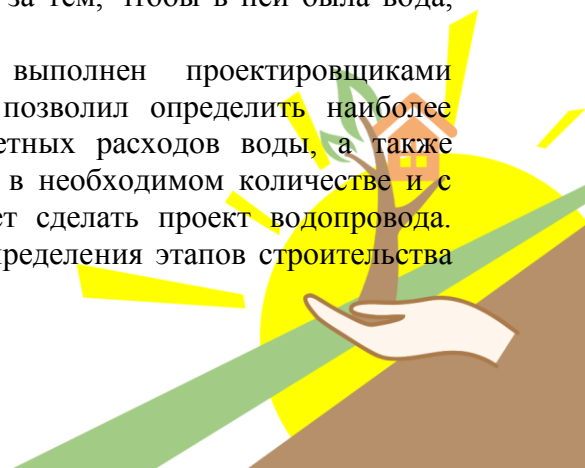 за тем, чтобы в ней была вода,
выполнен проектировщиками
позволил определить наиболее
етных расходов воды, а также
в необходимом количестве и с
ет сделать проект водопровода.
пределения этапов строительства